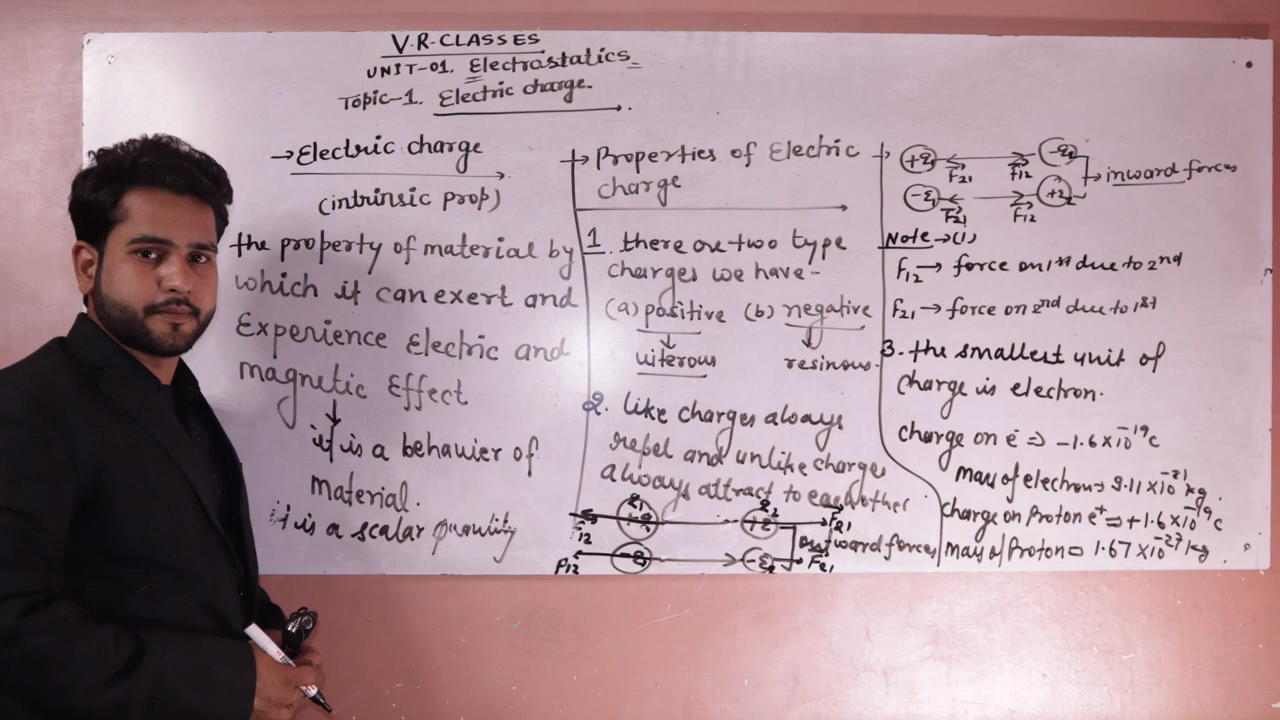 V.R-CLASSES
UNIT-01. Electrostatics
Topic-1. Electric charge.
→ Electric charge
(intrinsic prop)
the property of material by
which it can exert and
Experience Electric and
magnetic Effect
it is a behavier of
material.
it is a scalar quantity
→ Properties of Electric
charge
1. there are two type
charges we have-
(a) positive (b) negative
uiterous resinous.
2. like charges always
repel and unlike charges
always attract to eachother
q1 q2
+q +q
F12 F21
outward forces
-q1 -q2
F12 F21
→ +q1 -q2
F21 F12
→ inward forces
-q1 +q2
F21 F12
Note →(1)
F12 → force on 1st due to 2nd
F21 → force on 2nd due to 1st
3. the smallest unit of
charge is electron.
charge on e⁻ ⇒ -1.6×10⁻¹⁹c
mass of electron ⇒ 9.11×10⁻³¹ kg.
charge on Proton e⁺ ⇒ +1.6×10⁻¹⁹c
mass of Proton = 1.67×10⁻²⁷ kg.